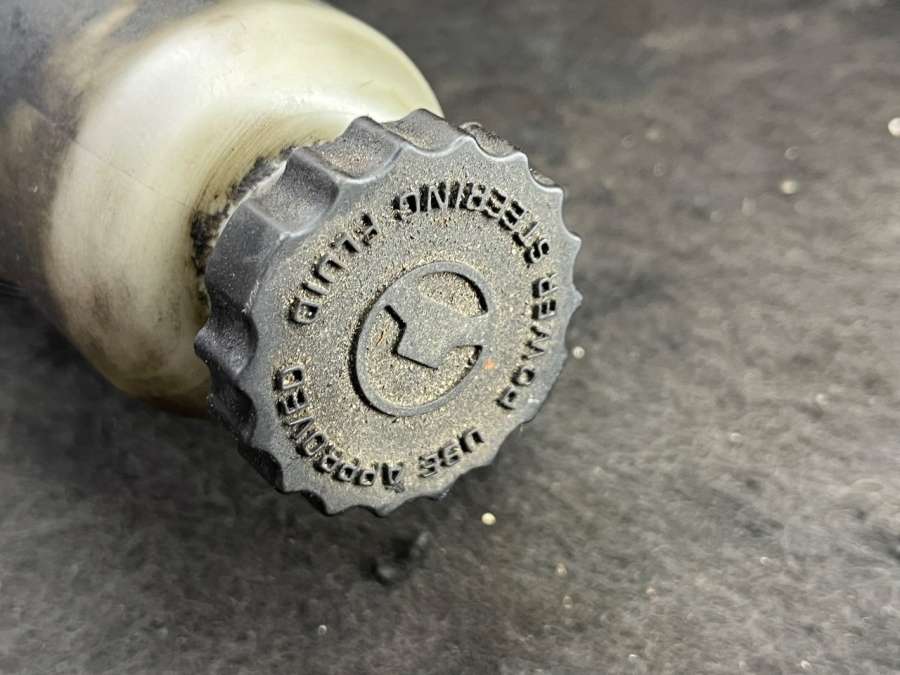 USE APPROVED
POWER STEERING FLUID